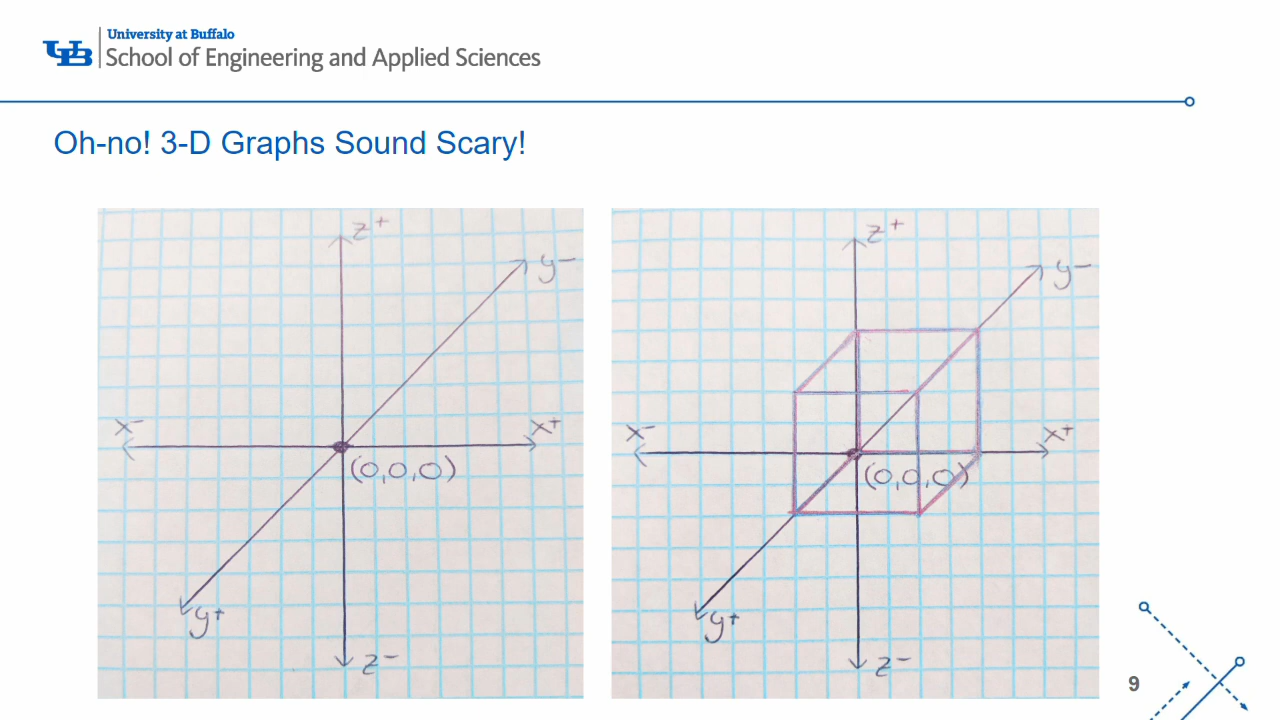 University at Buffalo
UB School of Engineering and Applied Sciences
Oh-no! 3-D Graphs Sound Scary!
z+
y-
x-
x+
(0,0,0)
y+
z-
z+
y-
x-
x+
(0,0,0)
y+
z-
9